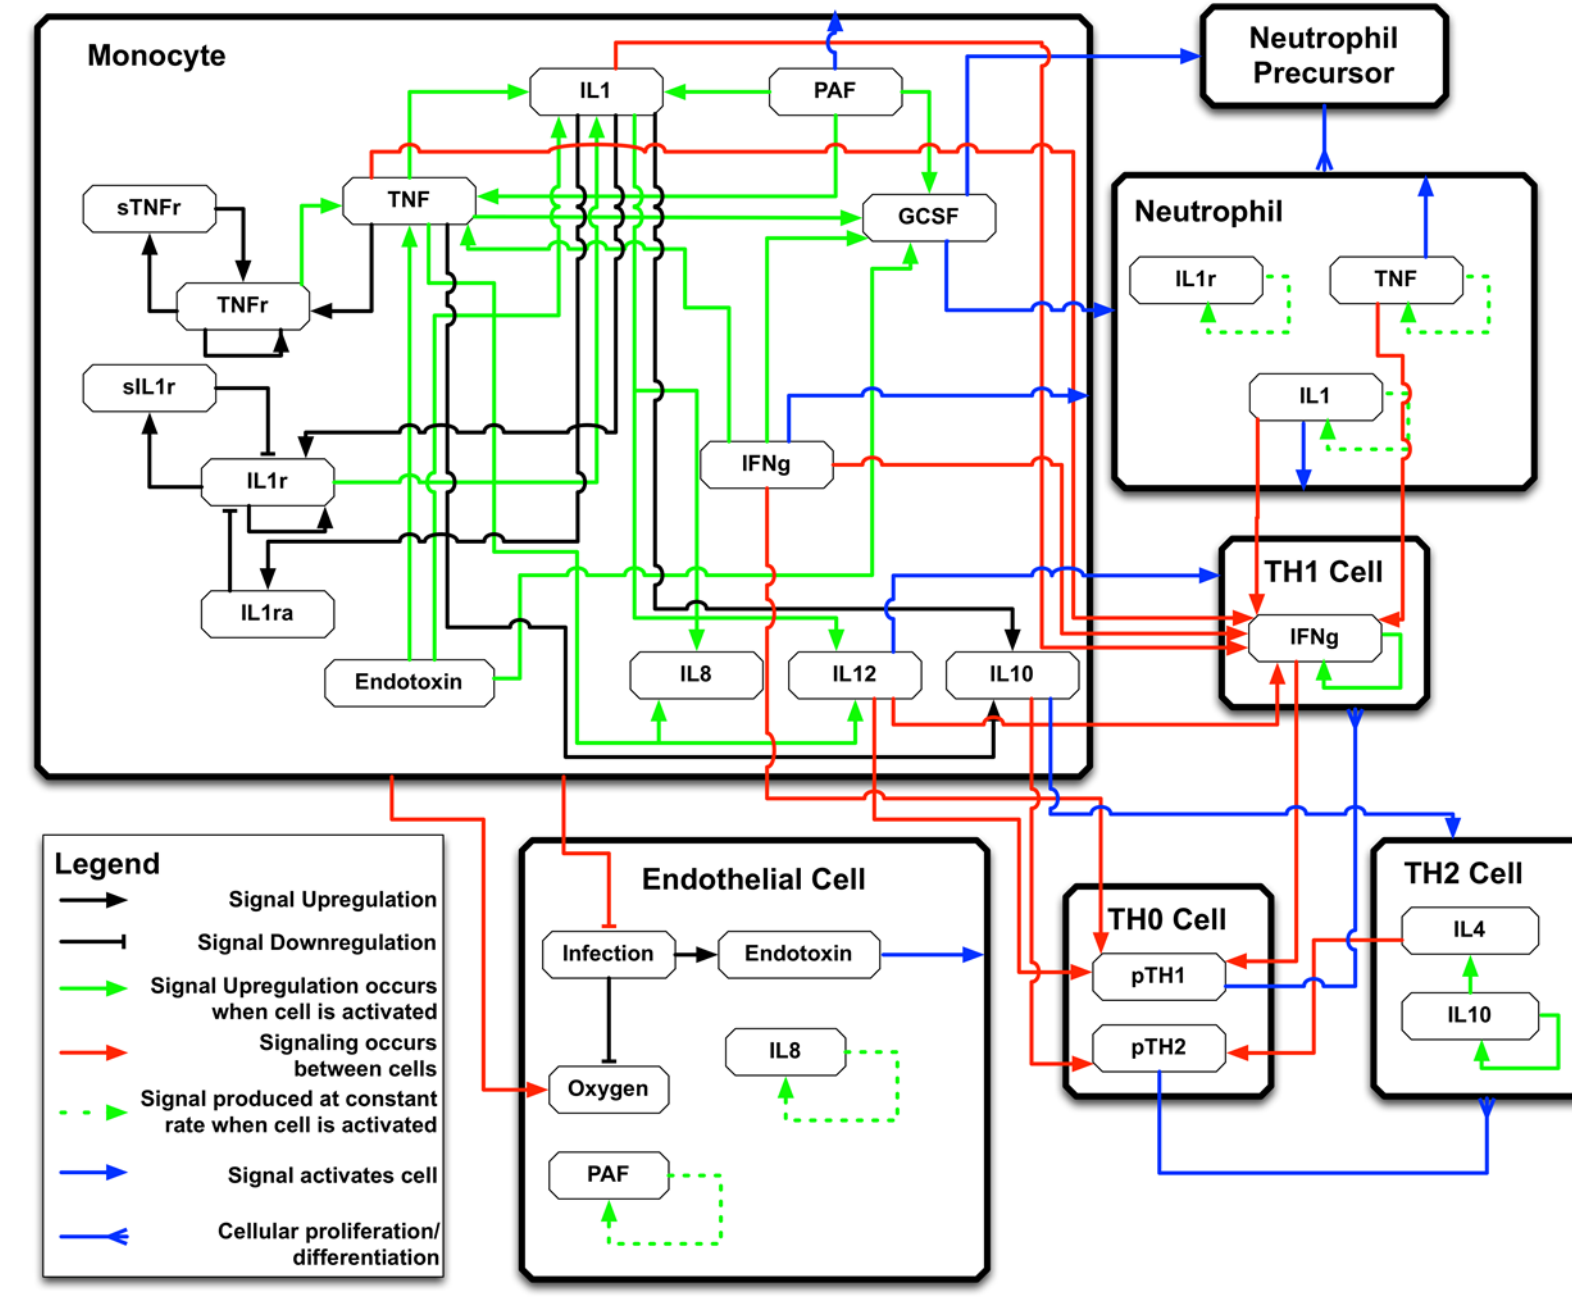 Monocyte
IL1
PAF
sTNFr
TNF
GCSF
TNFr
sIL1r
IL1r
IFNg
IL1ra
Endotoxin
IL8
IL12
IL10
Neutrophil
Precursor
Neutrophil
IL1r
TNF
IL1
TH1 Cell
IFNg
Legend
Signal Upregulation
Signal Downregulation
Signal Upregulation occurs
when cell is activated
Signaling occurs
between cells
Signal produced at constant
rate when cell is activated
Signal activates cell
Cellular proliferation/
differentiation
Endothelial Cell
Infection
Endotoxin
IL8
Oxygen
PAF
TH0 Cell
pTH1
pTH2
TH2 Cell
IL4
IL10